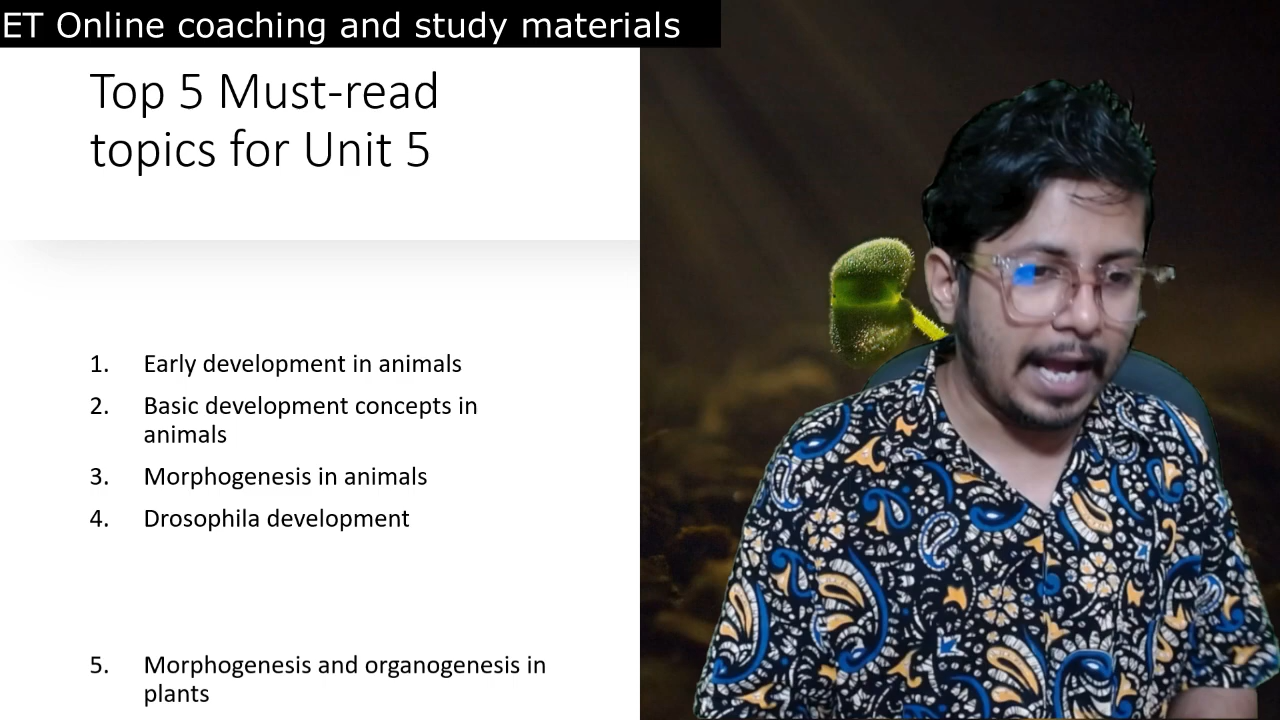 ET Online coaching and study materials
Top 5 Must-read
topics for Unit 5
1. Early development in animals
2. Basic development concepts in
animals
3. Morphogenesis in animals
4. Drosophila development
5. Morphogenesis and organogenesis in
plants